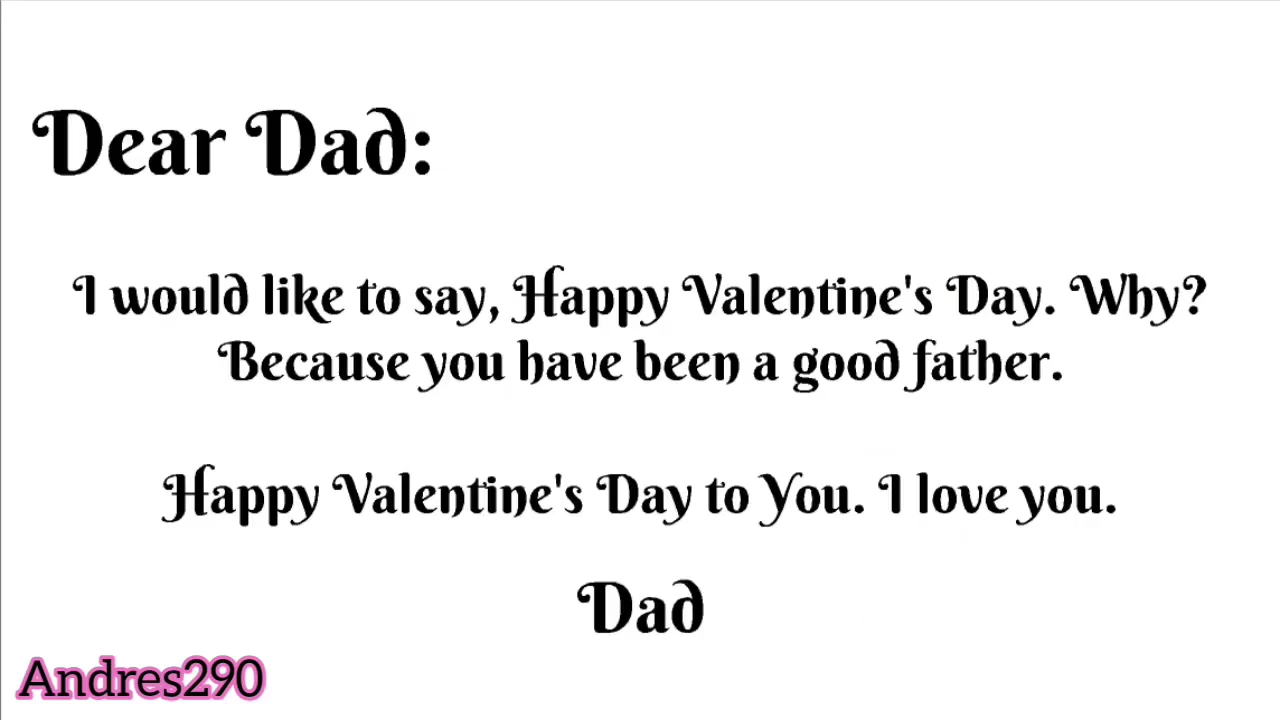 Dear Dad:
I would like to say, Happy Valentine's Day. Why?
Because you have been a good father.
Happy Valentine's Day to You. I love you.
Dad
Andres290